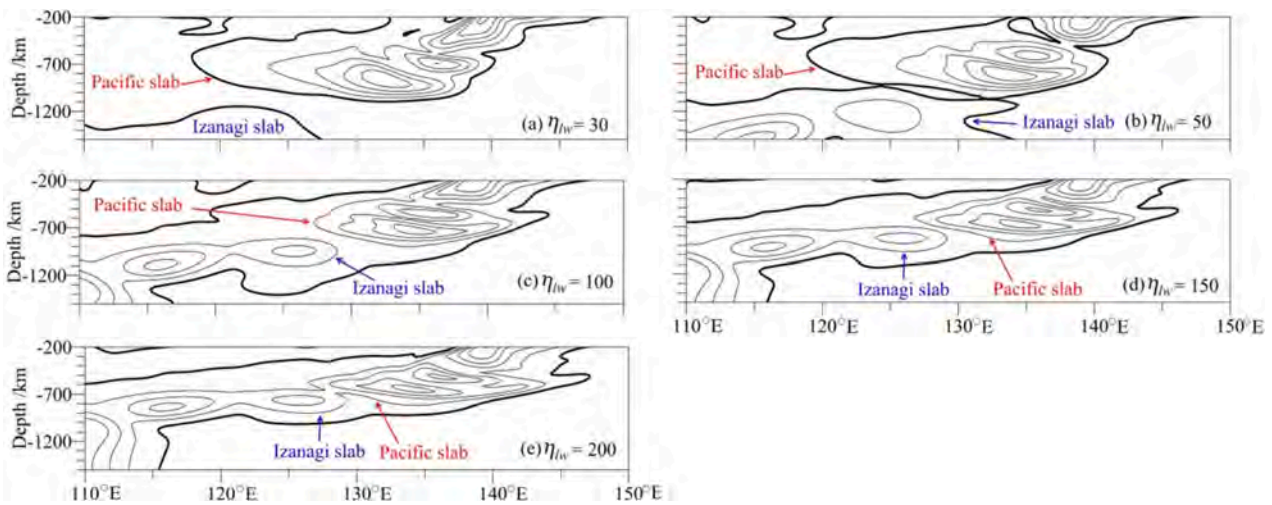 -200
Depth /km
-700
-1200
Pacific slab
Izanagi slab
(a) ηlw = 30
-200
-700
-1200
Pacific slab
Izanagi slab
(b) ηlw = 50
-200
Depth /km
-700
-1200
Pacific slab
Izanagi slab
(c) ηlw = 100
-200
-700
-1200
Izanagi slab
Pacific slab
(d) ηlw = 150
110°E
120°E
130°E
140°E
150°E
-200
Depth /km
-700
-1200
Izanagi slab
Pacific slab
(e) ηlw = 200
110°E
120°E
130°E
140°E
150°E